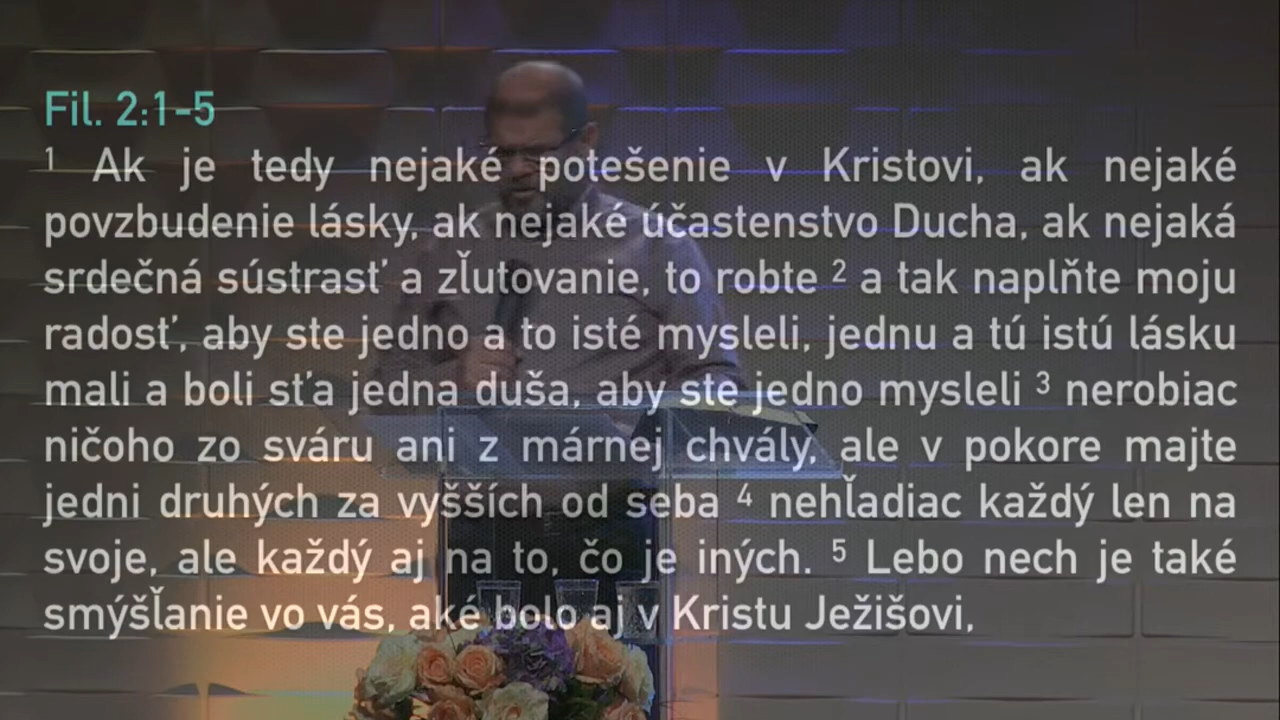 Fil. 2:1-5
¹ Ak je tedy nejaké potešenie v Kristovi, ak nejaké
povzbudenie lásky, ak nejaké účastenstvo Ducha, ak nejaká
srdečná sústrasť a zľutovanie, to robte ² a tak naplňte moju
radosť, aby ste jedno a to isté mysleli, jednu a tú istú lásku
mali a boli sťa jedna duša, aby ste jedno mysleli ³ nerobiac
ničoho zo sváru ani z márnej chvály, ale v pokore majte
jedni druhých za vyšších od seba ⁴ nehľadiac každý len na
svoje, ale každý aj na to, čo je iných. ⁵ Lebo nech je také
smýšľanie vo vás, aké bolo aj v Kristu Ježišovi,